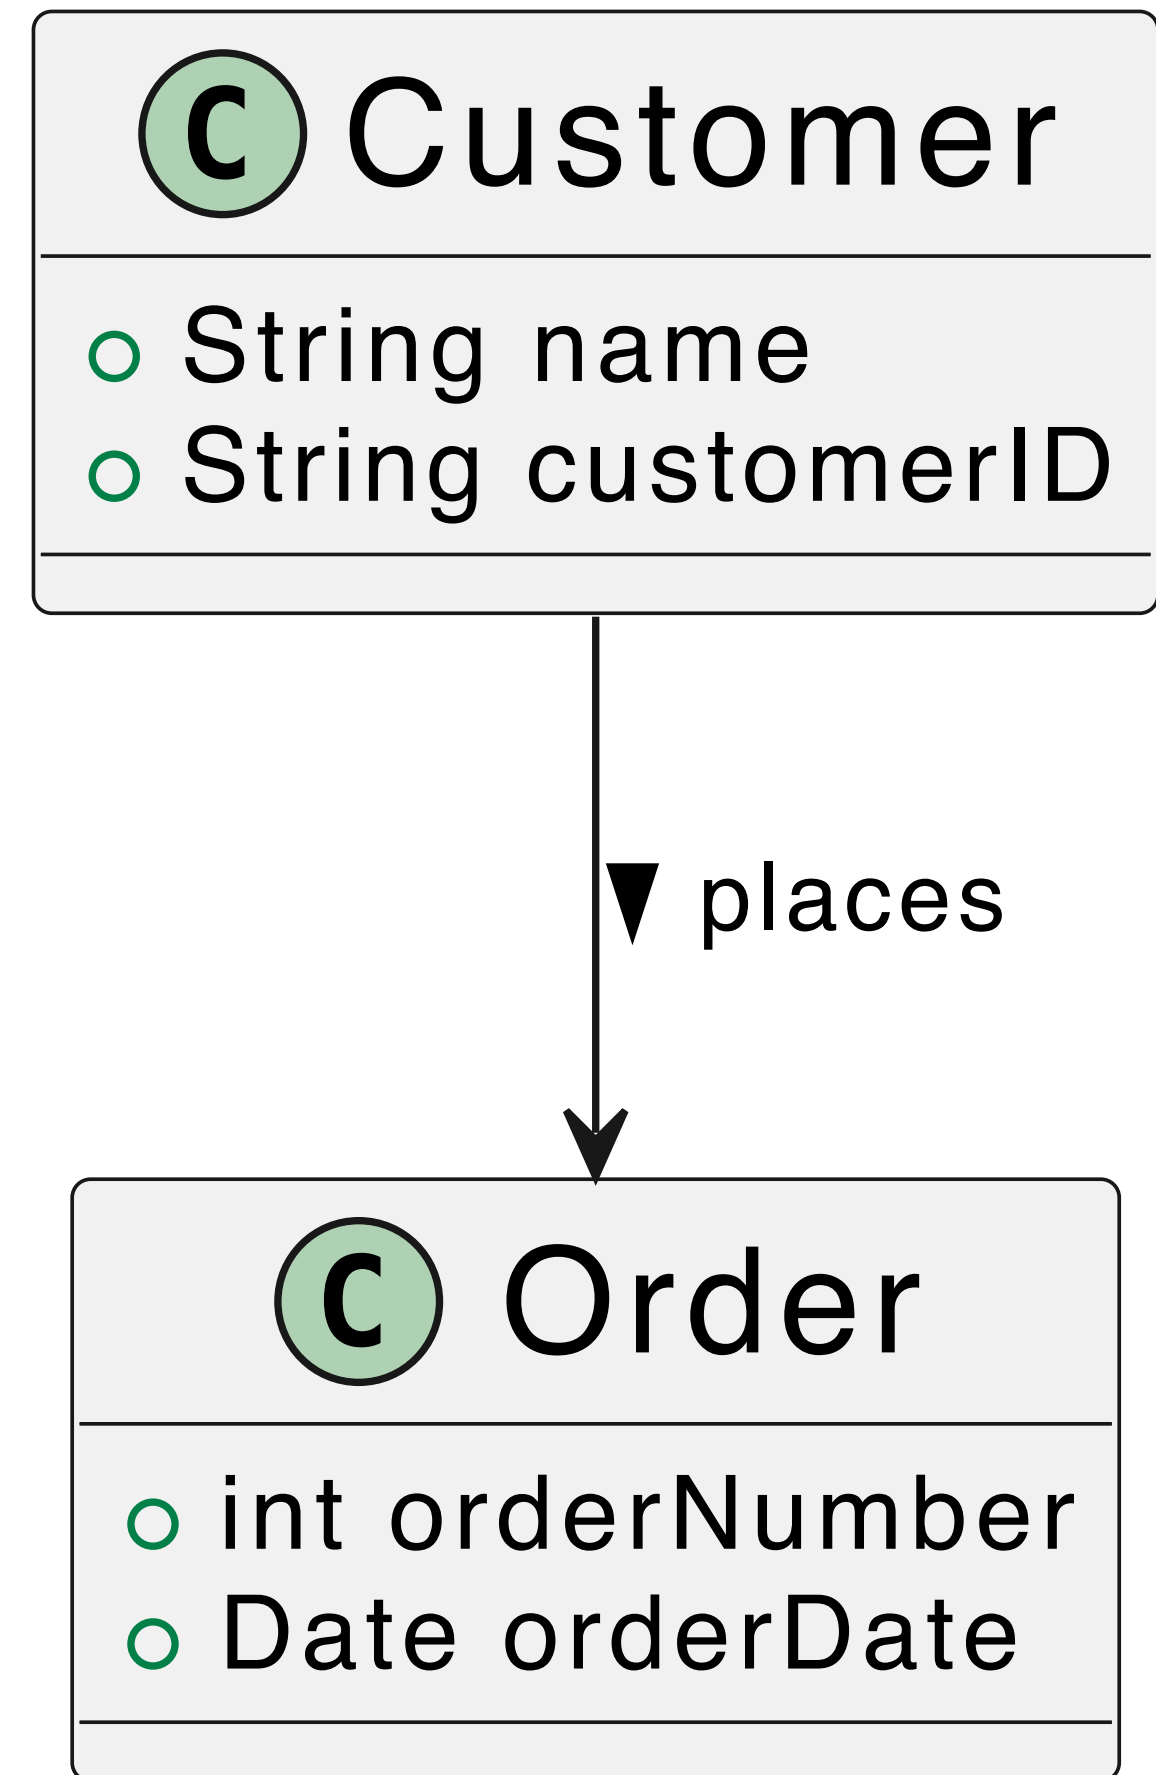 C Customer
String name
String customerID
places
C Order
int orderNumber
Date orderDate